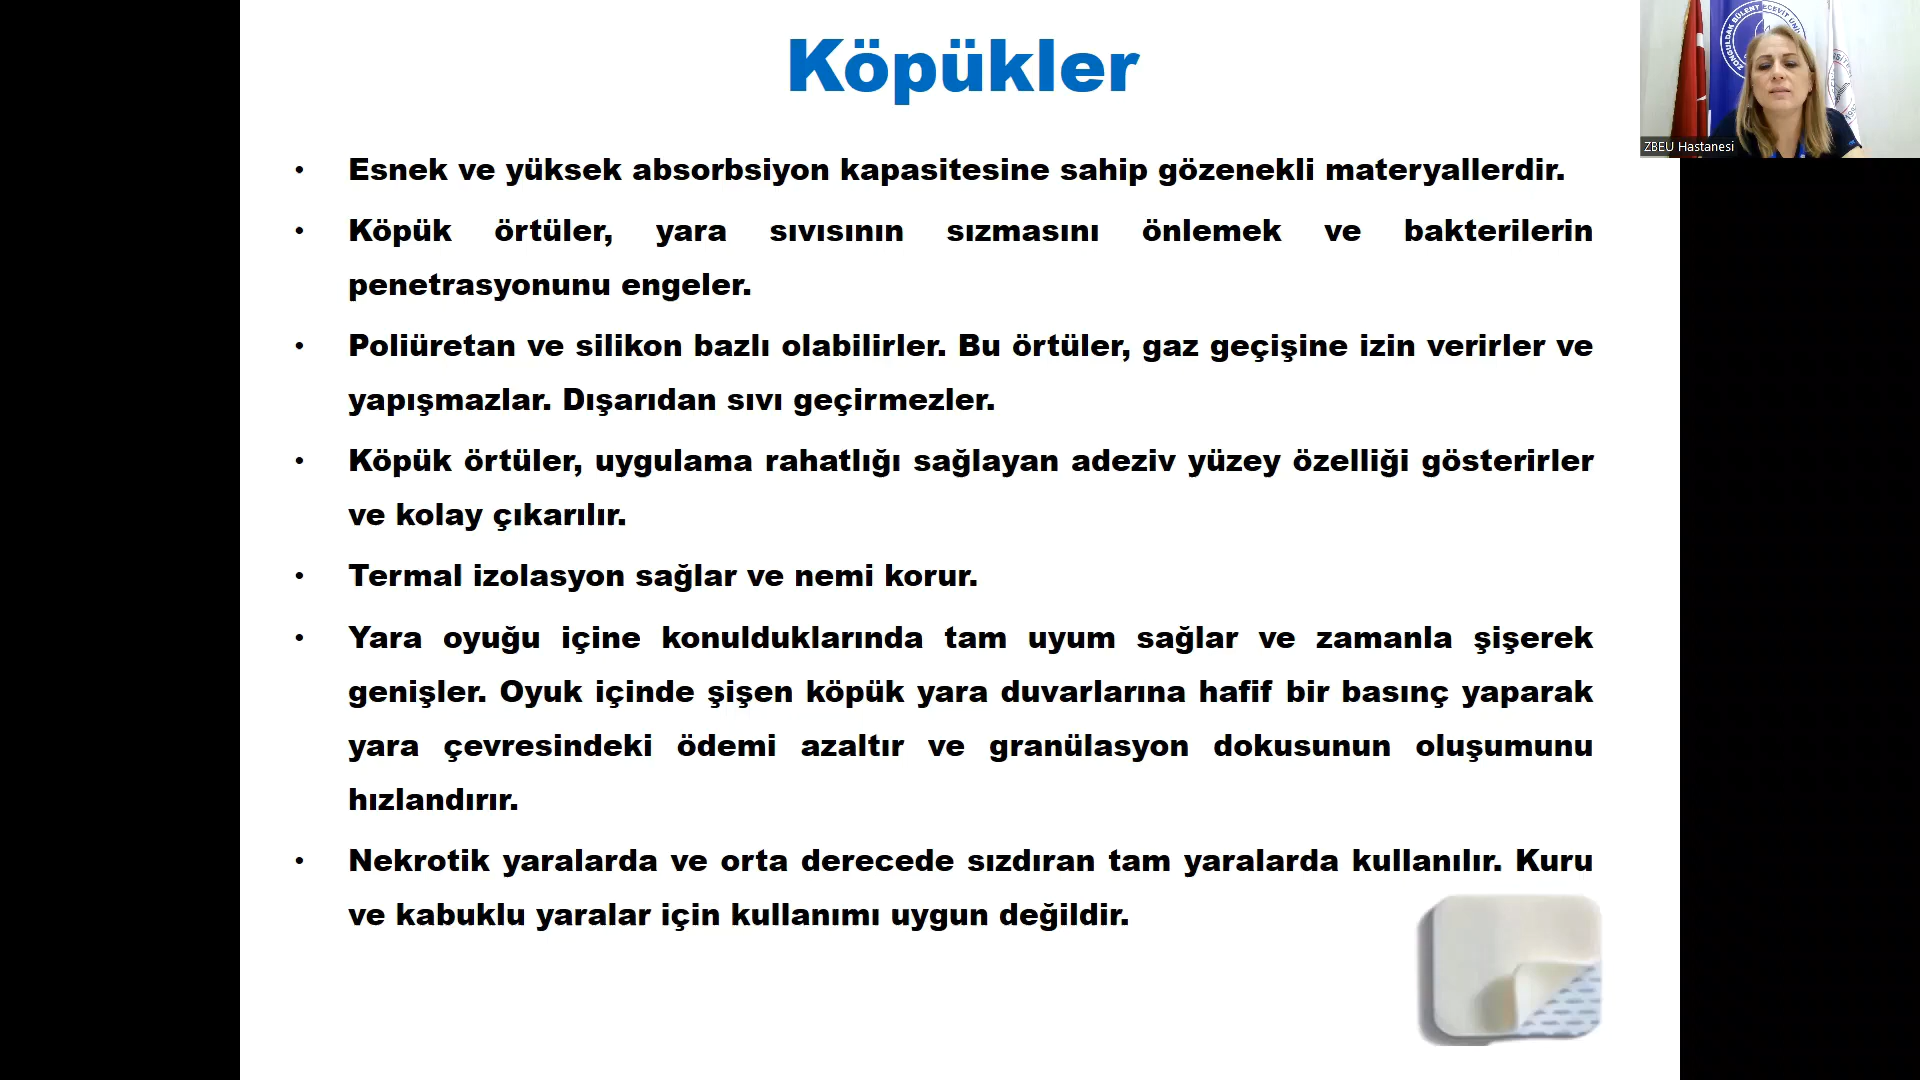 Köpükler
• Esnek ve yüksek absorbsiyon kapasitesine sahip gözenekli materyallerdir.
• Köpük örtüler, yara sıvısının sızmasını önlemek ve bakterilerin
penetrasyonunu engeler.
• Poliüretan ve silikon bazlı olabilirler. Bu örtüler, gaz geçişine izin verirler ve
yapışmazlar. Dışarıdan sıvı geçirmezler.
• Köpük örtüler, uygulama rahatlığı sağlayan adeziv yüzey özelliği gösterirler
ve kolay çıkarılır.
• Termal izolasyon sağlar ve nemi korur.
• Yara oyuğu içine konulduklarında tam uyum sağlar ve zamanla şişerek
genişler. Oyuk içinde şişen köpük yara duvarlarına hafif bir basınç yaparak
yara çevresindeki ödemi azaltır ve granülasyon dokusunun oluşumunu
hızlandırır.
• Nekrotik yaralarda ve orta derecede sızdıran tam yaralarda kullanılır. Kuru
ve kabuklu yaralar için kullanımı uygun değildir.
ZONGULDAK BÜLENT ECEVİT ÜNİ
ZBEU Hastanesi